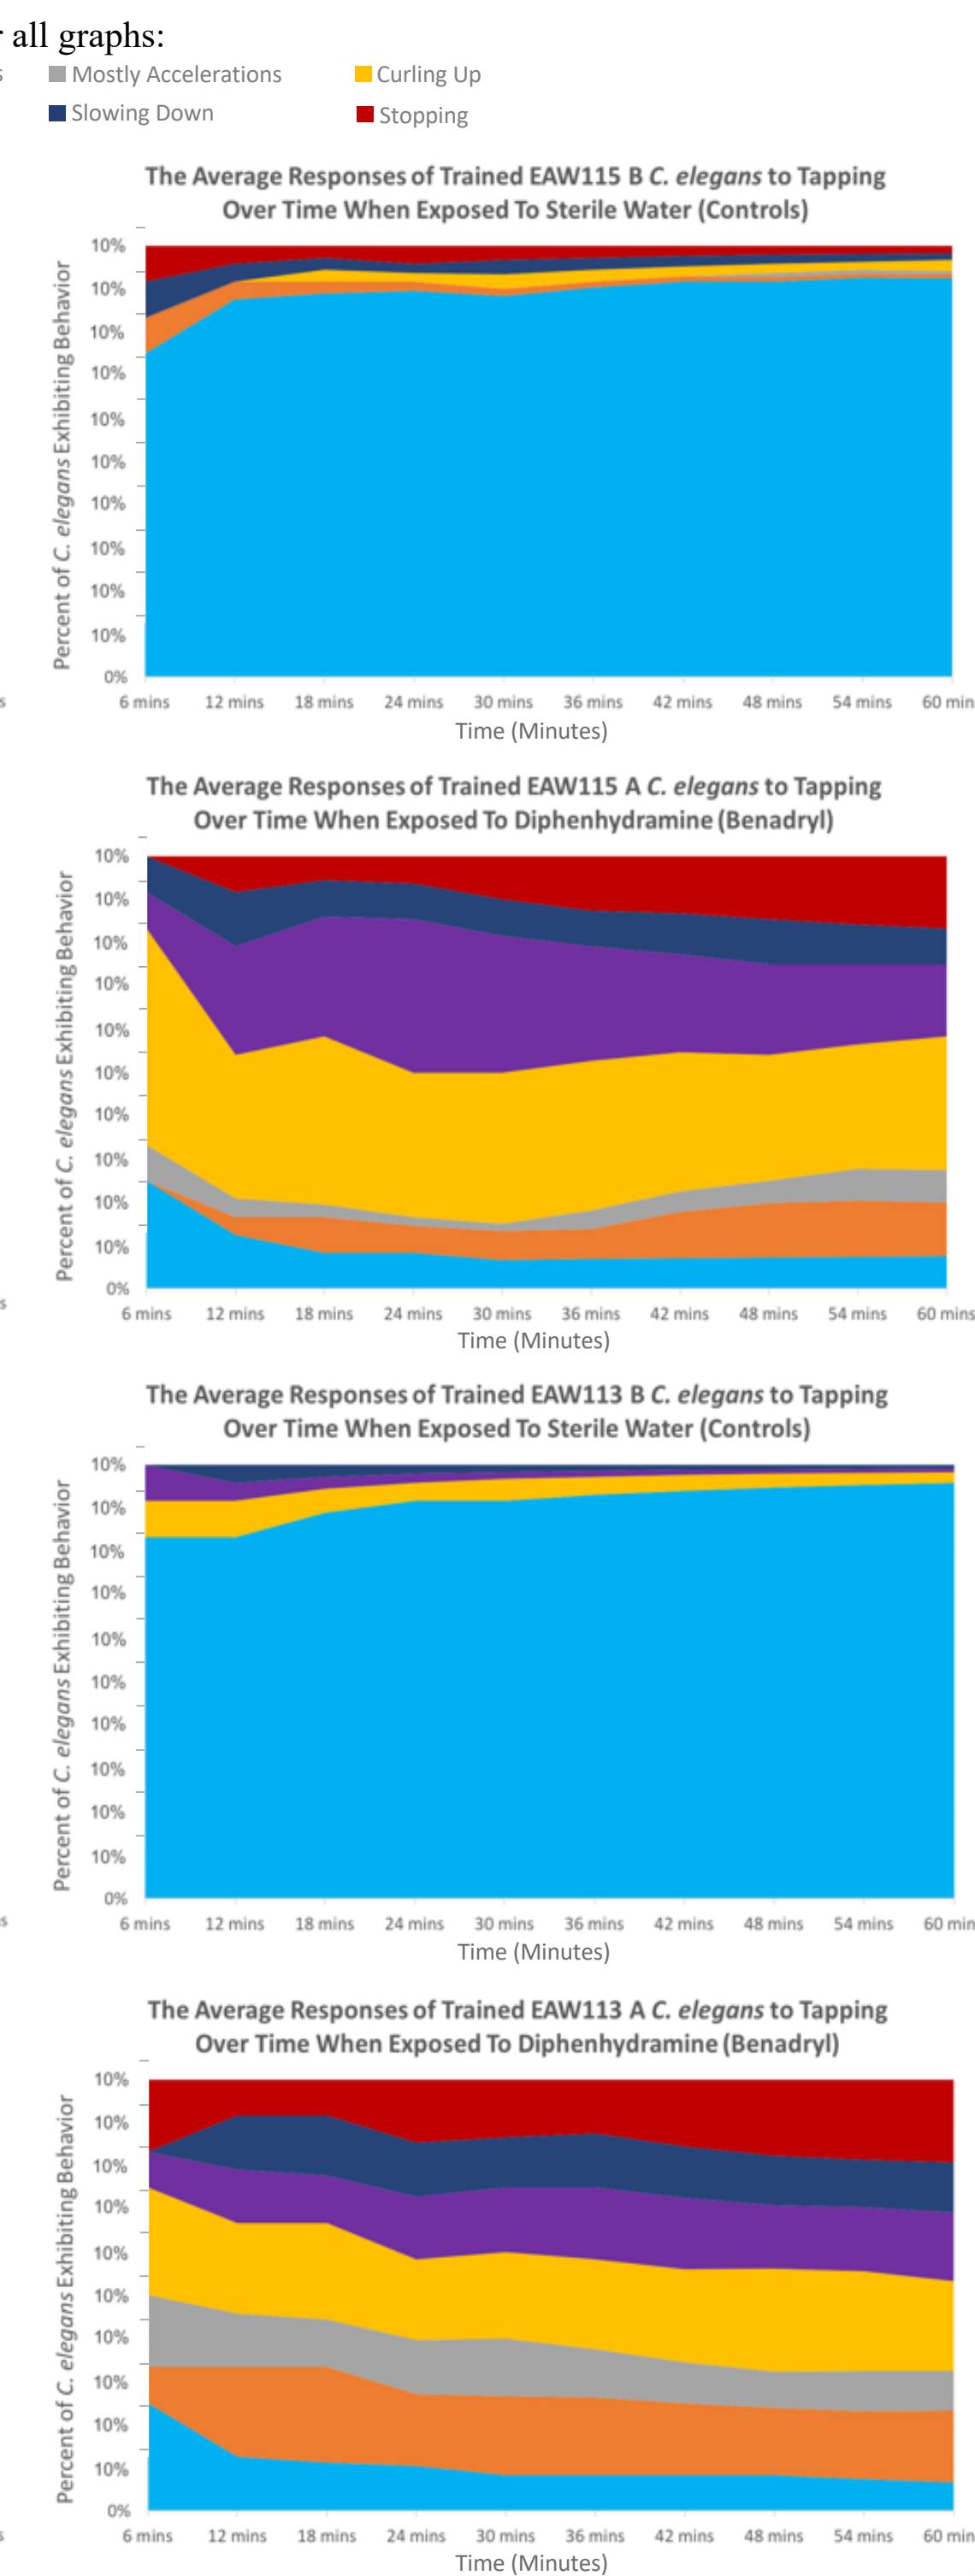 r all graphs:
s Mostly Accelerations Curling Up
Slowing Down Stopping
The Average Responses of Trained EAW115 B C. elegans to Tapping
Over Time When Exposed To Sterile Water (Controls)
Percent of C. elegans Exhibiting Behavior
10%
10%
10%
10%
10%
10%
10%
10%
10%
10%
0%
s
6 mins 12 mins 18 mins 24 mins 30 mins 36 mins 42 mins 48 mins 54 mins 60 min
Time (Minutes)
The Average Responses of Trained EAW115 A C. elegans to Tapping
Over Time When Exposed To Diphenhydramine (Benadryl)
Percent of C. elegans Exhibiting Behavior
10%
10%
10%
10%
10%
10%
10%
10%
10%
10%
0%
s
6 mins 12 mins 18 mins 24 mins 30 mins 36 mins 42 mins 48 mins 54 mins 60 mins
Time (Minutes)
The Average Responses of Trained EAW113 B C. elegans to Tapping
Over Time When Exposed To Sterile Water (Controls)
Percent of C. elegans Exhibiting Behavior
10%
10%
10%
10%
10%
10%
10%
10%
10%
10%
0%
s
6 mins 12 mins 18 mins 24 mins 30 mins 36 mins 42 mins 48 mins 54 mins 60 min
Time (Minutes)
The Average Responses of Trained EAW113 A C. elegans to Tapping
Over Time When Exposed To Diphenhydramine (Benadryl)
Percent of C. elegans Exhibiting Behavior
10%
10%
10%
10%
10%
10%
10%
10%
10%
10%
0%
s
6 mins 12 mins 18 mins 24 mins 30 mins 36 mins 42 mins 48 mins 54 mins 60 min
Time (Minutes)